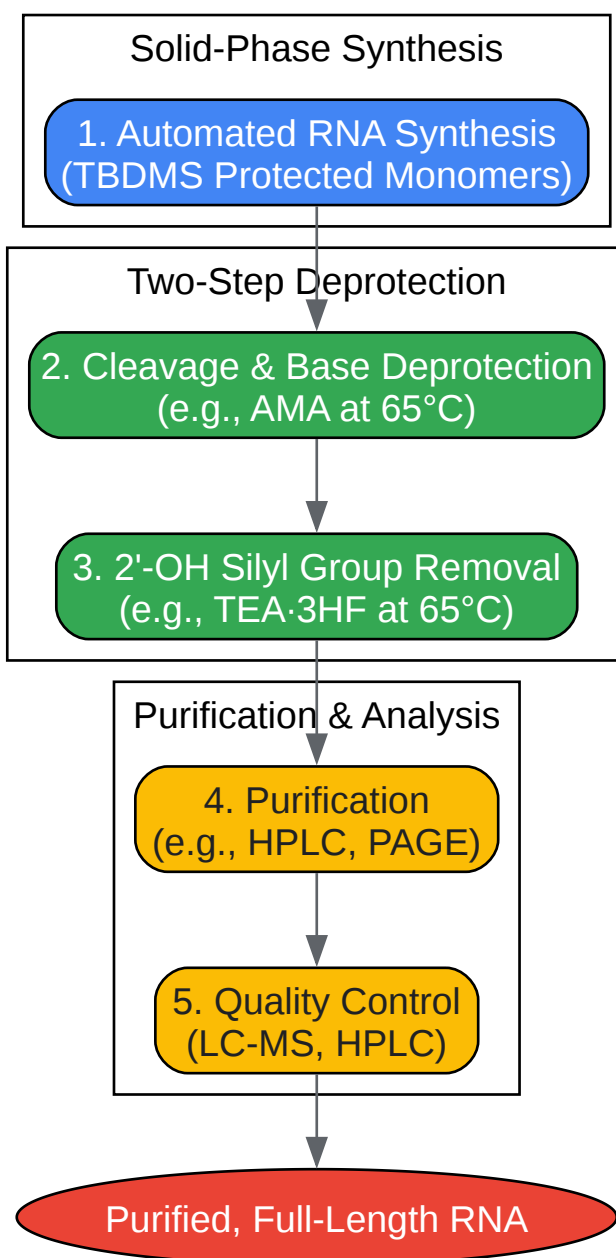 Solid-Phase Synthesis
1. Automated RNA Synthesis
(TBDMS Protected Monomers)
Two-Step Deprotection
2. Cleavage & Base Deprotection
(e.g., AMA at 65°C)
3. 2'-OH Silyl Group Removal
(e.g., TEA·3HF at 65°C)
Purification & Analysis
4. Purification
(e.g., HPLC, PAGE)
5. Quality Control
(LC-MS, HPLC)
Purified, Full-Length RNA